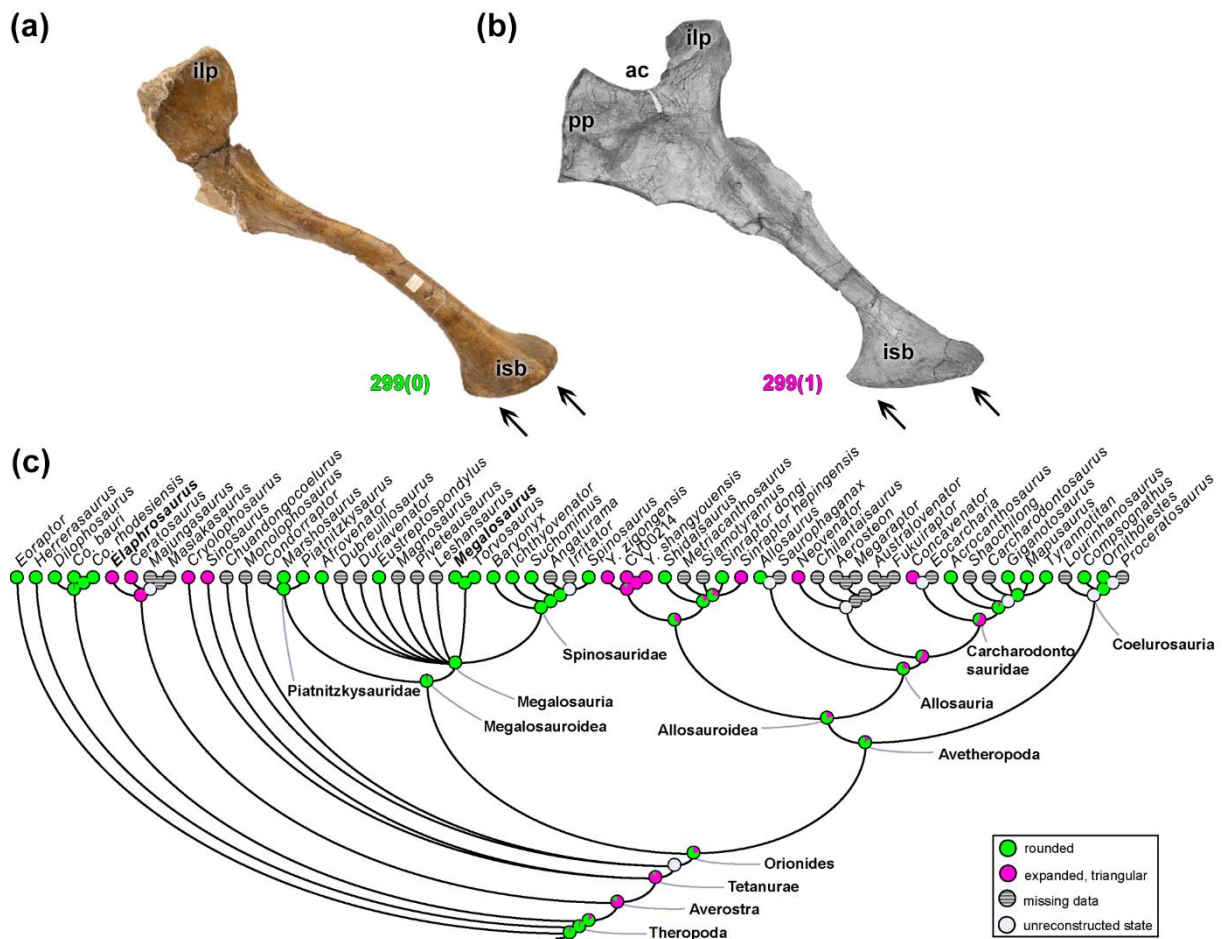 (a)
ilp
isb
299(0)
(b)
ilp
ac
pp
isb
299(1)
(c)
Eoraptor
Herrerasaurus
Dilophosaurus
C. bauri
Co. rhodesiensis
Elaphrosaurus
Ceratosaurus
Majungasaurus
Masiakasaurus
Cryolophosaurus
Sinosaurus
Chuandongocoelurus
Monolophosaurus
Condorraptor
Marshosaurus
Piatnitzkysaurus
Afrovenator
Dubreuillosaurus
Duriavenator
Eustreptospondylus
Magnosaurus
Piveteausaurus
Leshansaurus
Megalosaurus
Torvosaurus
Baryonyx
Ichthyovenator
Suchomimus
Angaturama
Irritator
Spinosaurus
Y. zigongensis
CV00214
Y. shangyouensis
Shidaisaurus
Metriacanthosaurus
Siamotyrannus
Sinraptor dongi
Sinraptor hepingensis
Allosaurus
Saurophaganax
Neovenator
Chilantaisaurus
Aerosteon
Megaraptor
Australovenator
Fukuiraptor
Concavenator
Acrocanthosaurus
Shaochilong
Carcharodontosaurus
Giganotosaurus
Mapusaurus
Tyrannotitan
Lourinhanosaurus
Compsognathus
Ornitholestes
Proceratosaurus
Piatnitzkysauridae
Spinosauridae
Megalosauria
Megalosauroidea
Carcharodonto
sauridae
Coelurosauria
Allosauria
Allosauroidea
Avetheropoda
Orionides
Tetanurae
Averostra
Theropoda
rounded
expanded, triangular
missing data
unreconstructed state